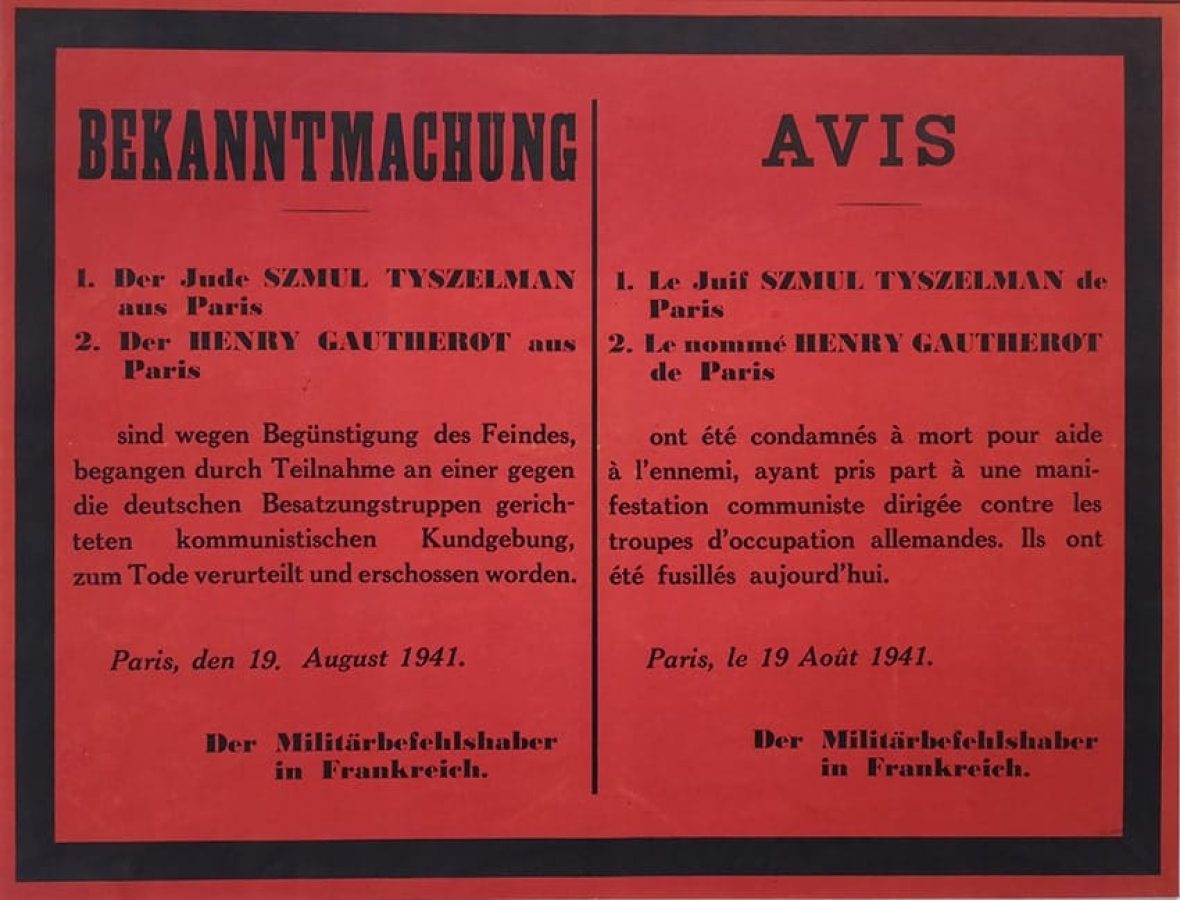 BEKANNTMACHUNG
1. Der Jude SZMUL TYSZELMAN
aus Paris
2. Der HENRY GAUTHEROT aus
Paris
sind wegen Begünstigung des Feindes,
begangen durch Teilnahme an einer gegen
die deutschen Besatzungstruppen gerich-
teten kommunistischen Kundgebung,
zum Tode verurteilt und erschossen worden.
Paris, den 19. August 1941.
Der Militärbefehlshaber
in Frankreich.
AVIS
1. Le Juif SZMUL TYSZELMAN de
Paris
2. Le nommé HENRY GAUTHEROT
de Paris
ont été condamnés à mort pour aide
à l'ennemi, ayant pris part à une mani-
festation communiste dirigée contre les
troupes d'occupation allemandes. Ils ont
été fusillés aujourd'hui.
Paris, le 19 Août 1941.
Der Militärbefehlshaber
in Frankreich.